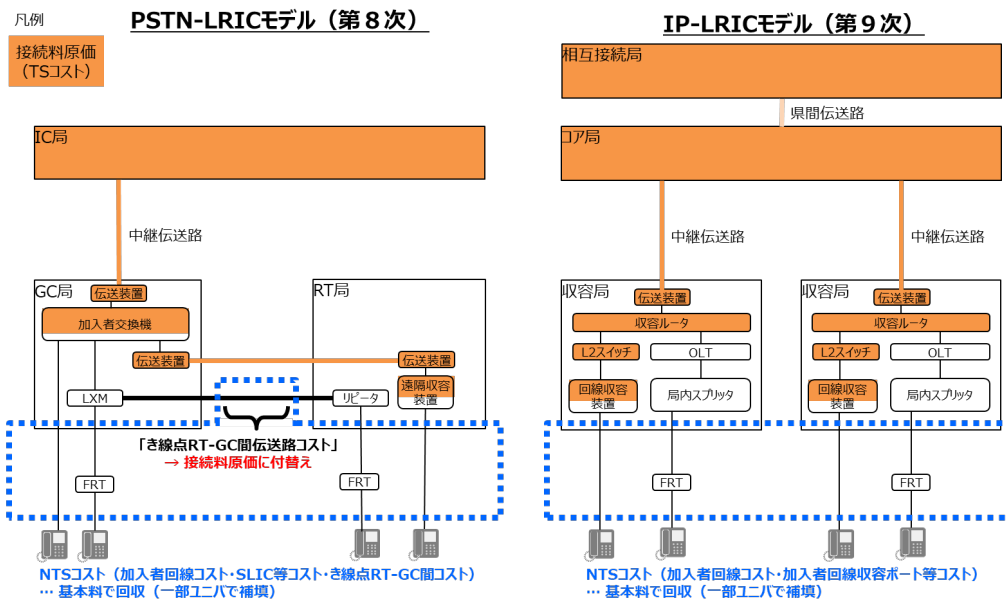 凡例
PSTN-LRICモデル（第８次）
IP-LRICモデル（第９次）
接続料原価
（TSコスト）
IC局
中継伝送路
GC局
伝送装置
加入者交換機
伝送装置
LXM
RT局
伝送装置
遠隔収容
装置
リピータ
「き線点RT-GC間伝送路コスト」
→ 接続料原価に付替え
FRT
FRT
NTSコスト（加入者回線コスト・SLIC等コスト・き線点RT-GC間コスト）
… 基本料で回収（一部ユニバで補填）
相互接続局
県間伝送路
コア局
中継伝送路
中継伝送路
収容局
伝送装置
収容ルータ
L2スイッチ
OLT
回線収容
装置
局内スプリッタ
FRT
収容局
伝送装置
収容ルータ
L2スイッチ
OLT
回線収容
装置
局内スプリッタ
FRT
NTSコスト（加入者回線コスト・加入者回線収容ポート等コスト）
… 基本料で回収（一部ユニバで補填）